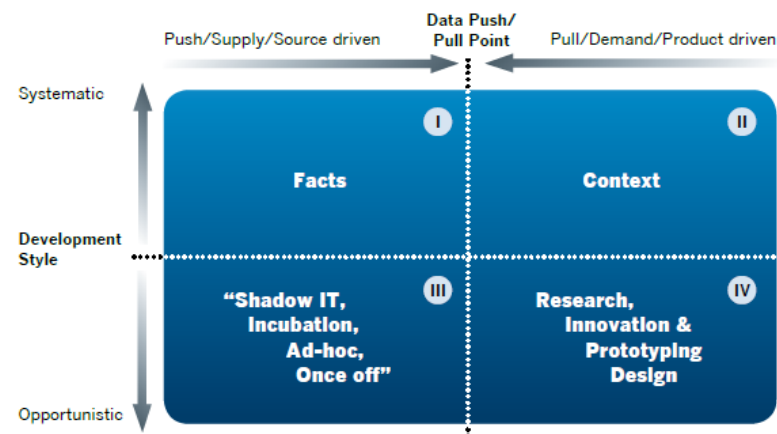 Data Push/
Pull Point
Push/Supply/Source driven
Pull/Demand/Product driven
Systematic
I
II
Facts
Context
Development
Style
III
IV
“Shadow IT,
Incubation,
Ad-hoc,
Once off”
Research,
Innovation &
Prototyping
Design
Opportunistic